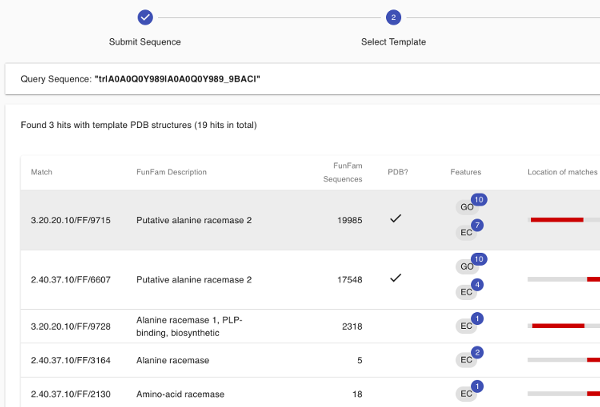 2
Submit Sequence Select Template
Query Sequence: "trIA0A0Q0Y989IA0A0Q0Y989_9BACI"
Found 3 hits with template PDB structures (19 hits in total)
Match FunFam Description FunFam Sequences PDB? Features Location of matches
3.20.20.10/FF/9715 Putative alanine racemase 2 19985 GO 10 EC 7
2.40.37.10/FF/6607 Putative alanine racemase 2 17548 GO 10 EC 4
3.20.20.10/FF/9728 Alanine racemase 1, PLP-
binding, biosynthetic 2318 EC 1
2.40.37.10/FF/3164 Alanine racemase 5 EC 2
2.40.37.10/FF/2130 Amino-acid racemase 18 EC 1